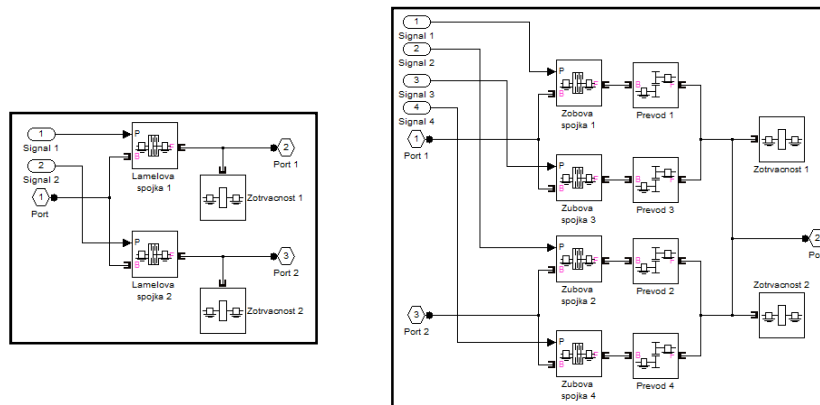 1
Signal 1
2
Signal 2
1
Port
P
B
F
Lamelova
spojka 1
2
Port 1
Zotrvacnost 1
P
B
F
Lamelova
spojka 2
3
Port 2
Zotrvacnost 2
1
Signal 1
2
Signal 2
3
Signal 3
4
Signal 4
1
Port 1
3
Port 2
P
B
F
Zobova
spojka 1
B
F
Prevod 1
P
B
F
Zubova
spojka 3
B
F
Prevod 3
P
B
F
Zubova
spojka 2
B
F
Prevod 2
P
B
F
Zubova
spojka 4
B
F
Prevod 4
Zotrvacnost 1
2
Zotrvacnost 2